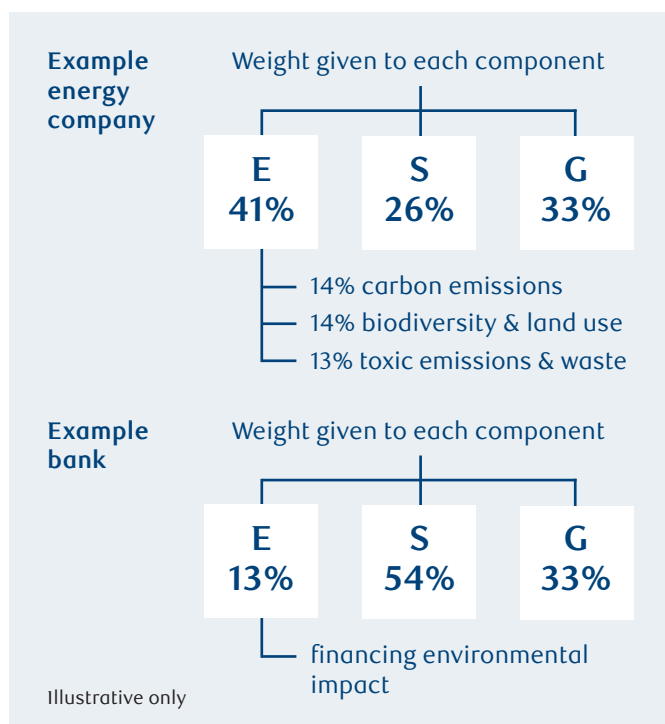 Example
energy
company
Weight given to each component
E
41%
S
26%
G
33%
14% carbon emissions
14% biodiversity & land use
13% toxic emissions & waste
Example
bank
Weight given to each component
E
13%
S
54%
G
33%
financing environmental
impact
Illustrative only